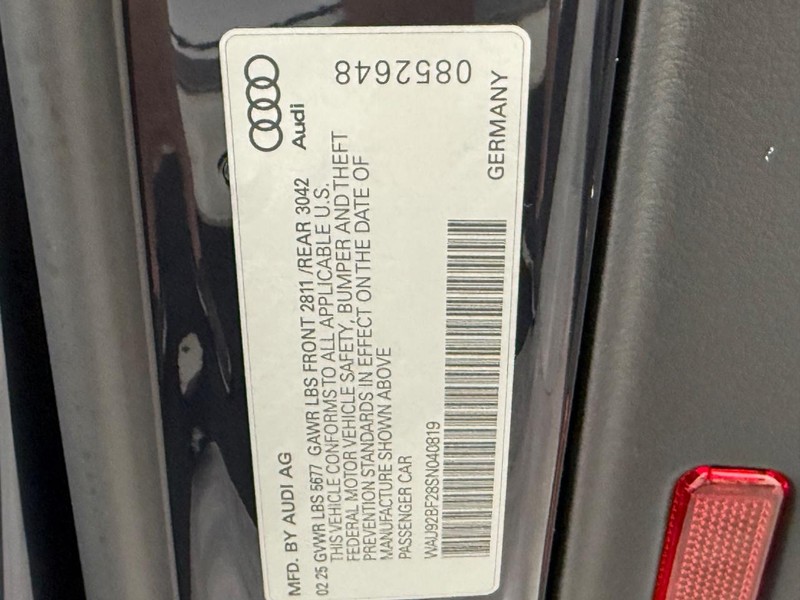 MFD. BY AUDI AG
Audi
02 25 GVWR LBS 5677 GAWR LBS FRONT 2811 /REAR 3042
THIS VEHICLE CONFORMS TO ALL APPLICABLE U.S.
FEDERAL MOTOR VEHICLE SAFETY, BUMPER AND THEFT
PREVENTION STANDARDS IN EFFECT ON THE DATE OF
MANUFACTURE SHOWN ABOVE
PASSENGER CAR
WAU92BF28SN040819
GERMANY
0852648